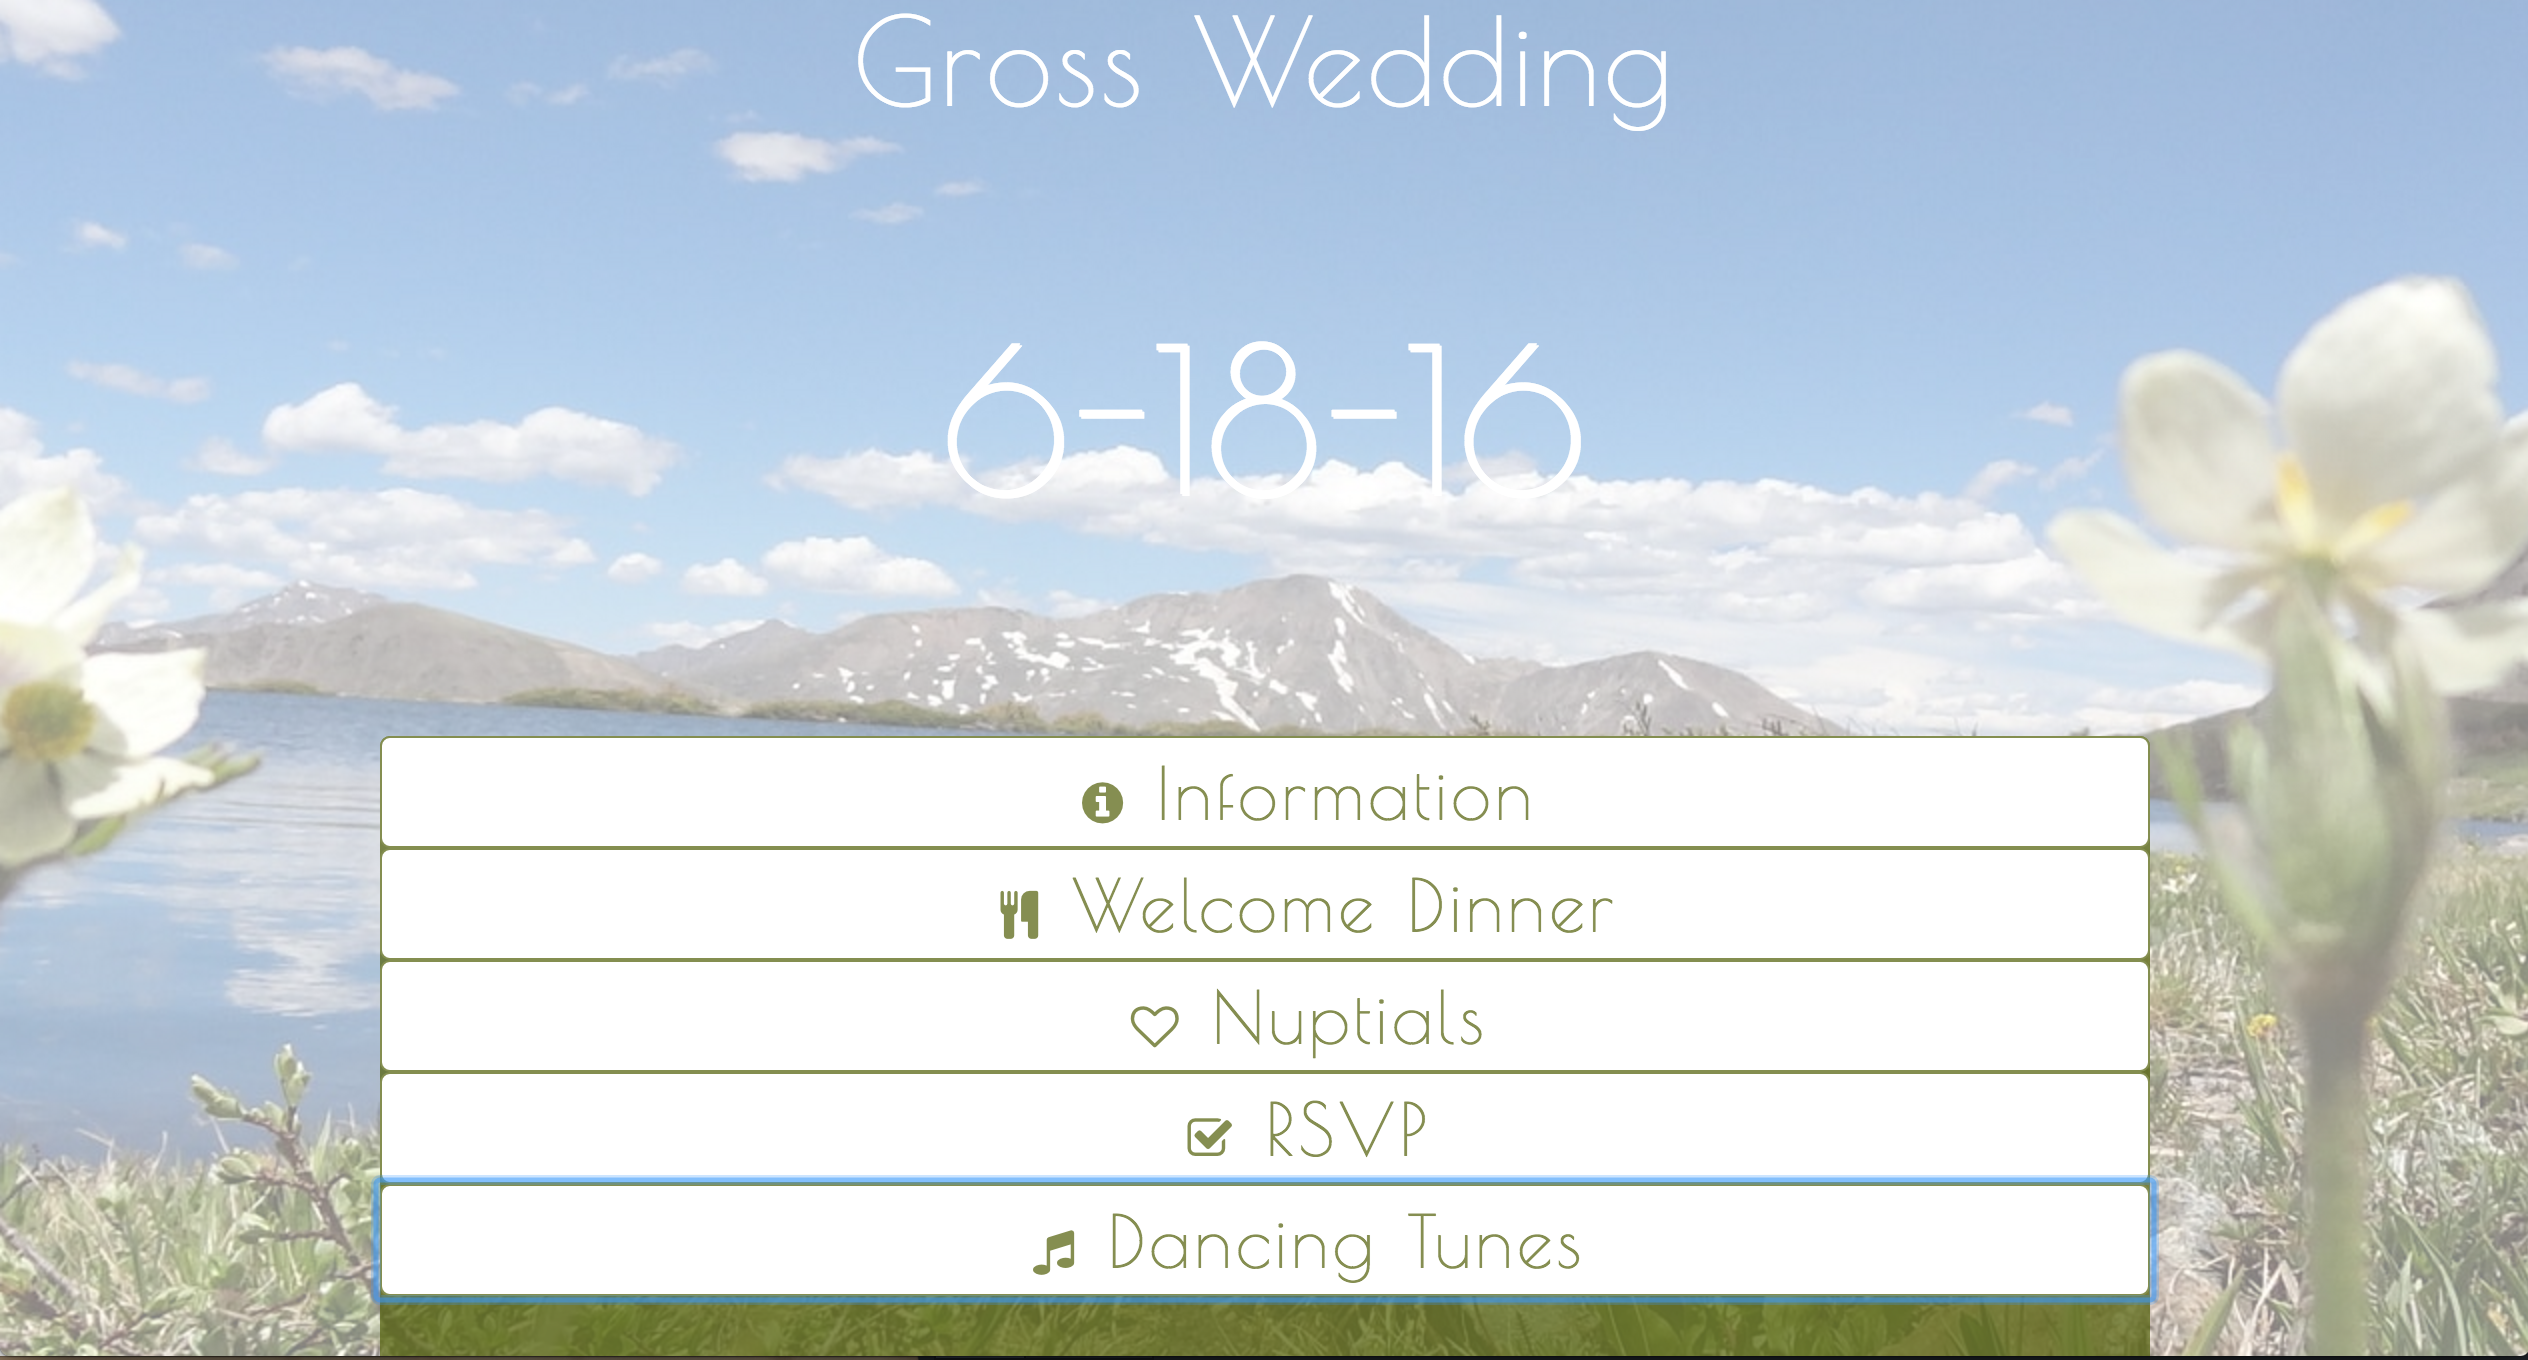 Gross Wedding
6-18-16
Information
Welcome Dinner
Nuptials
RSVP
Dancing Tunes